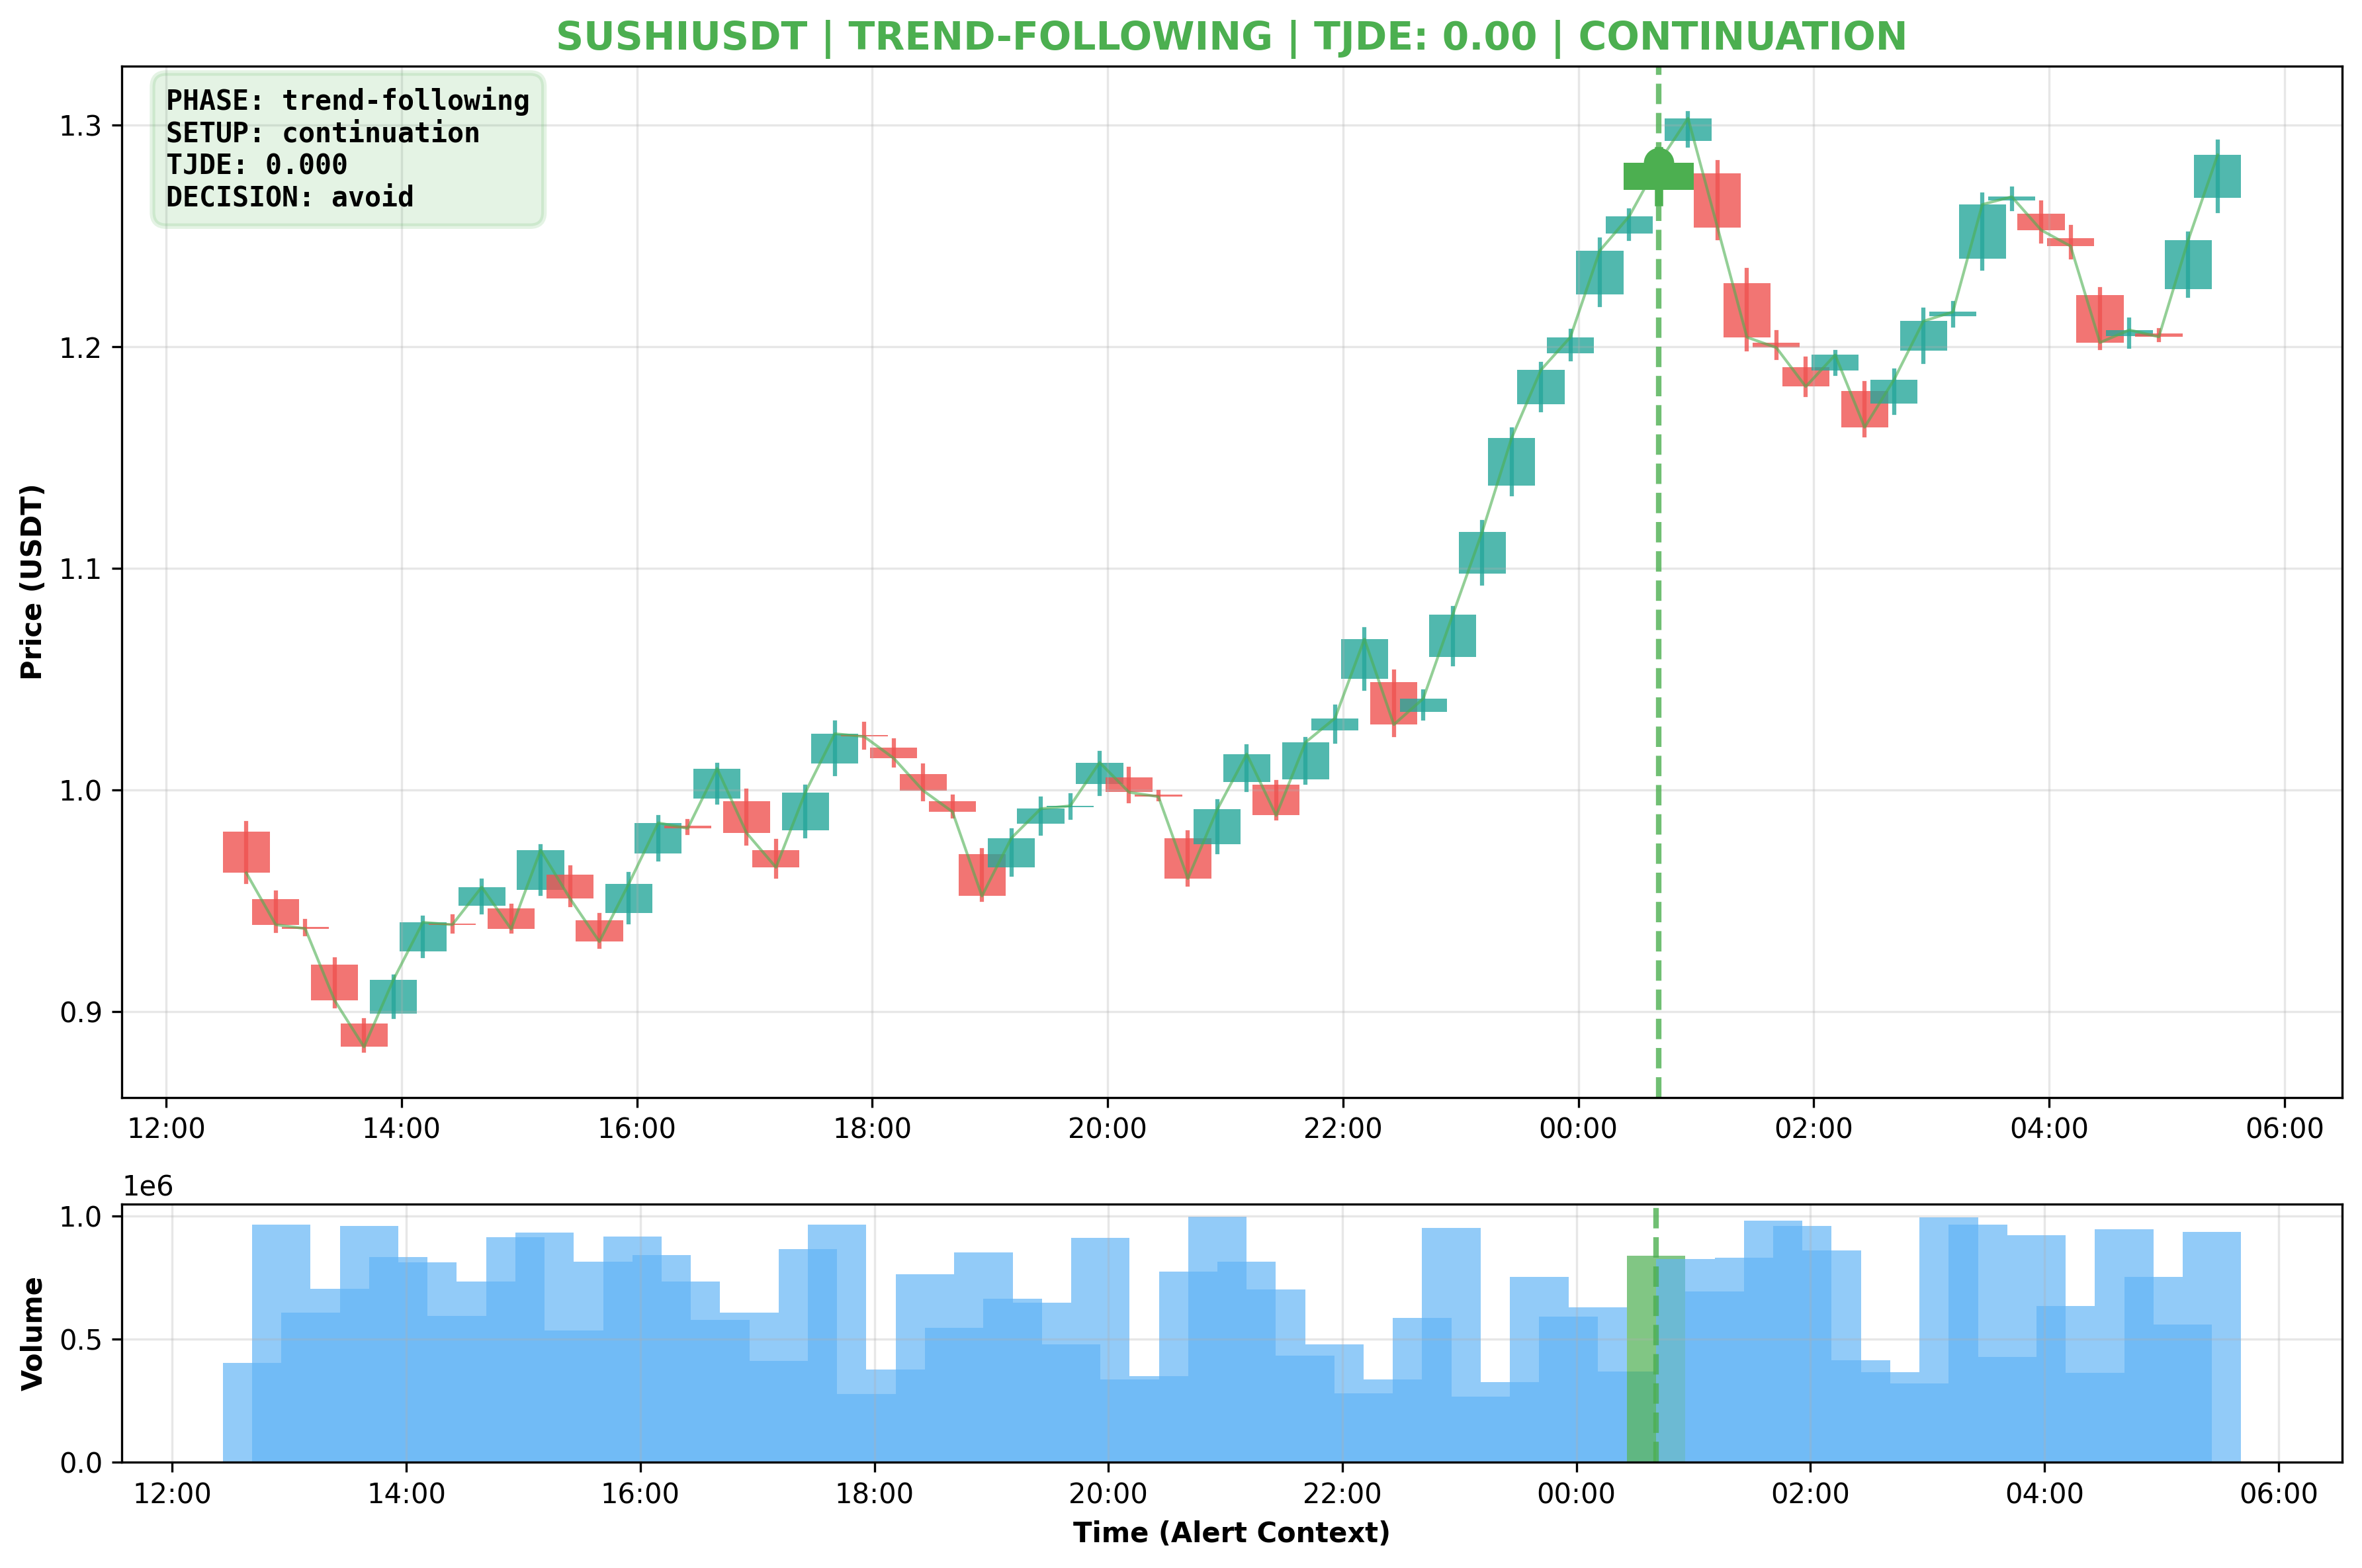 SUSHIUSDT | TREND-FOLLOWING | TJDE: 0.00 | CONTINUATION
PHASE: trend-following
SETUP: continuation
TJDE: 0.000
DECISION: avoid
Price (USDT)
1.3
1.2
1.1
1.0
0.9
12:00 14:00 16:00 18:00 20:00 22:00 00:00 02:00 04:00 06:00
1e6
Volume
1.0
0.5
0.0
12:00 14:00 16:00 18:00 20:00 22:00 00:00 02:00 04:00 06:00
Time (Alert Context)